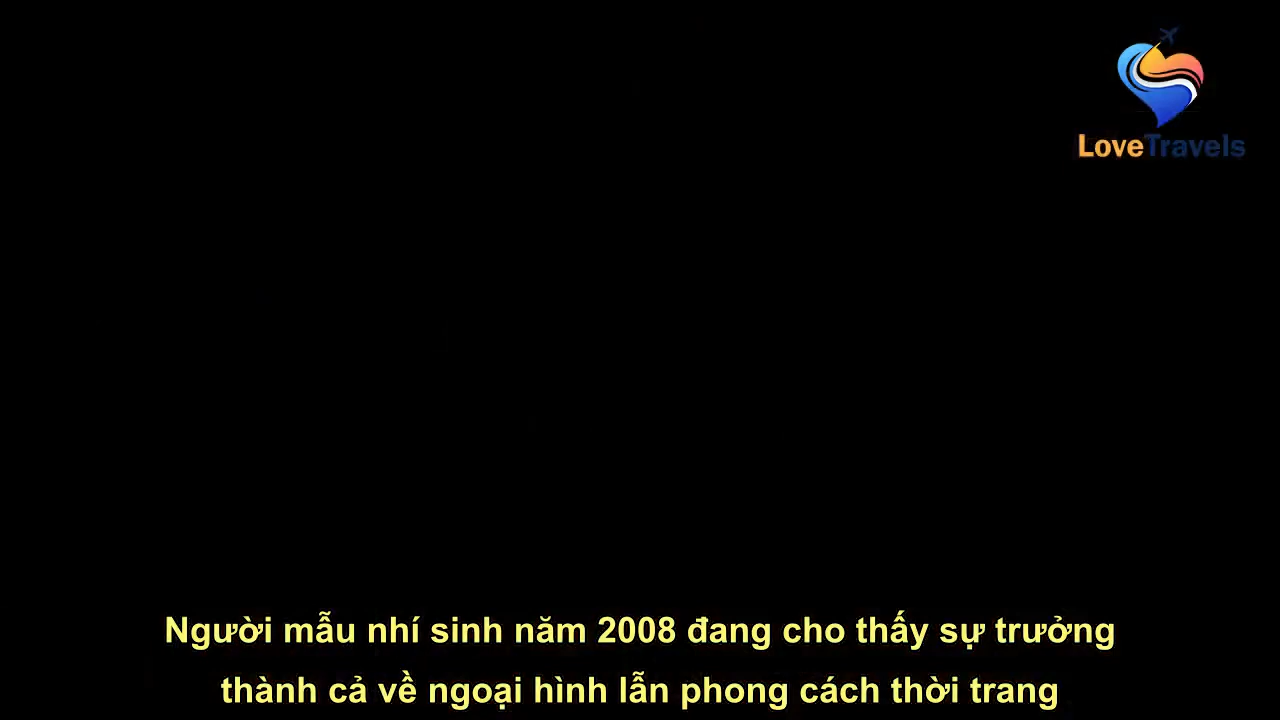 LoveTravels
Người mẫu nhí sinh năm 2008 đang cho thấy sự trưởng
thành cả về ngoại hình lẫn phong cách thời trang